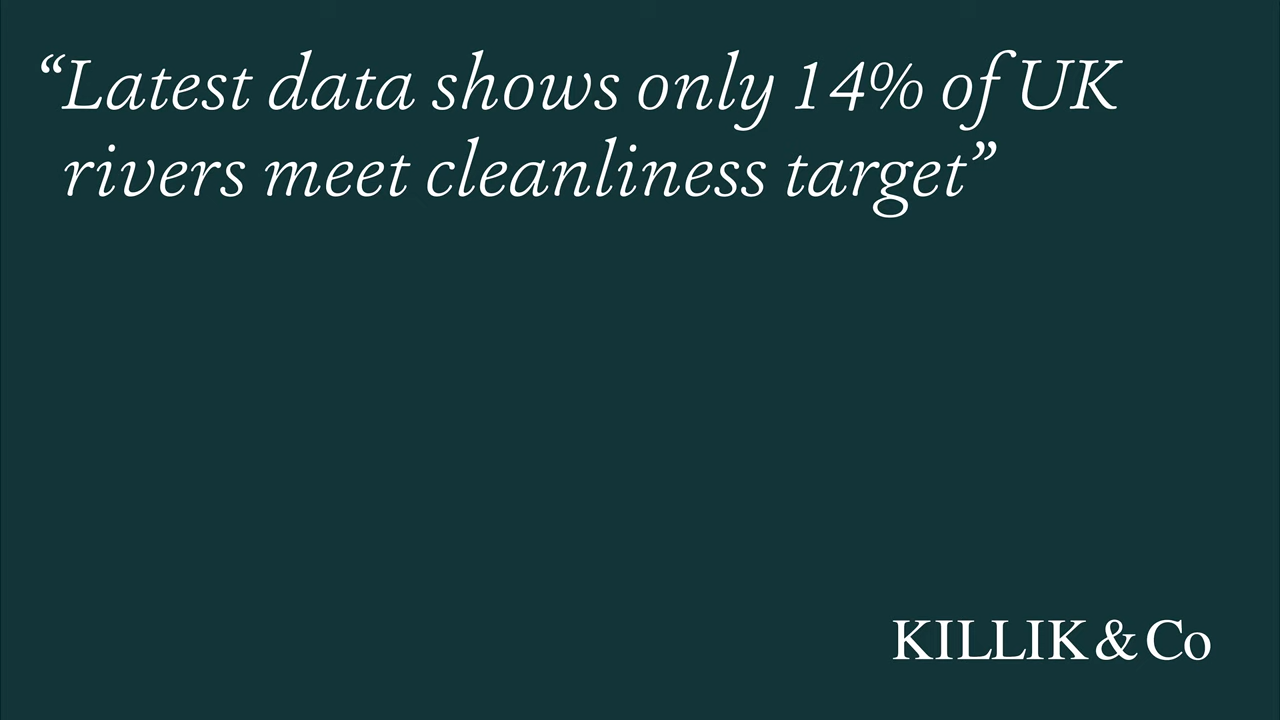 “Latest data shows only 14% of UK
rivers meet cleanliness target”
KILLIK & Co